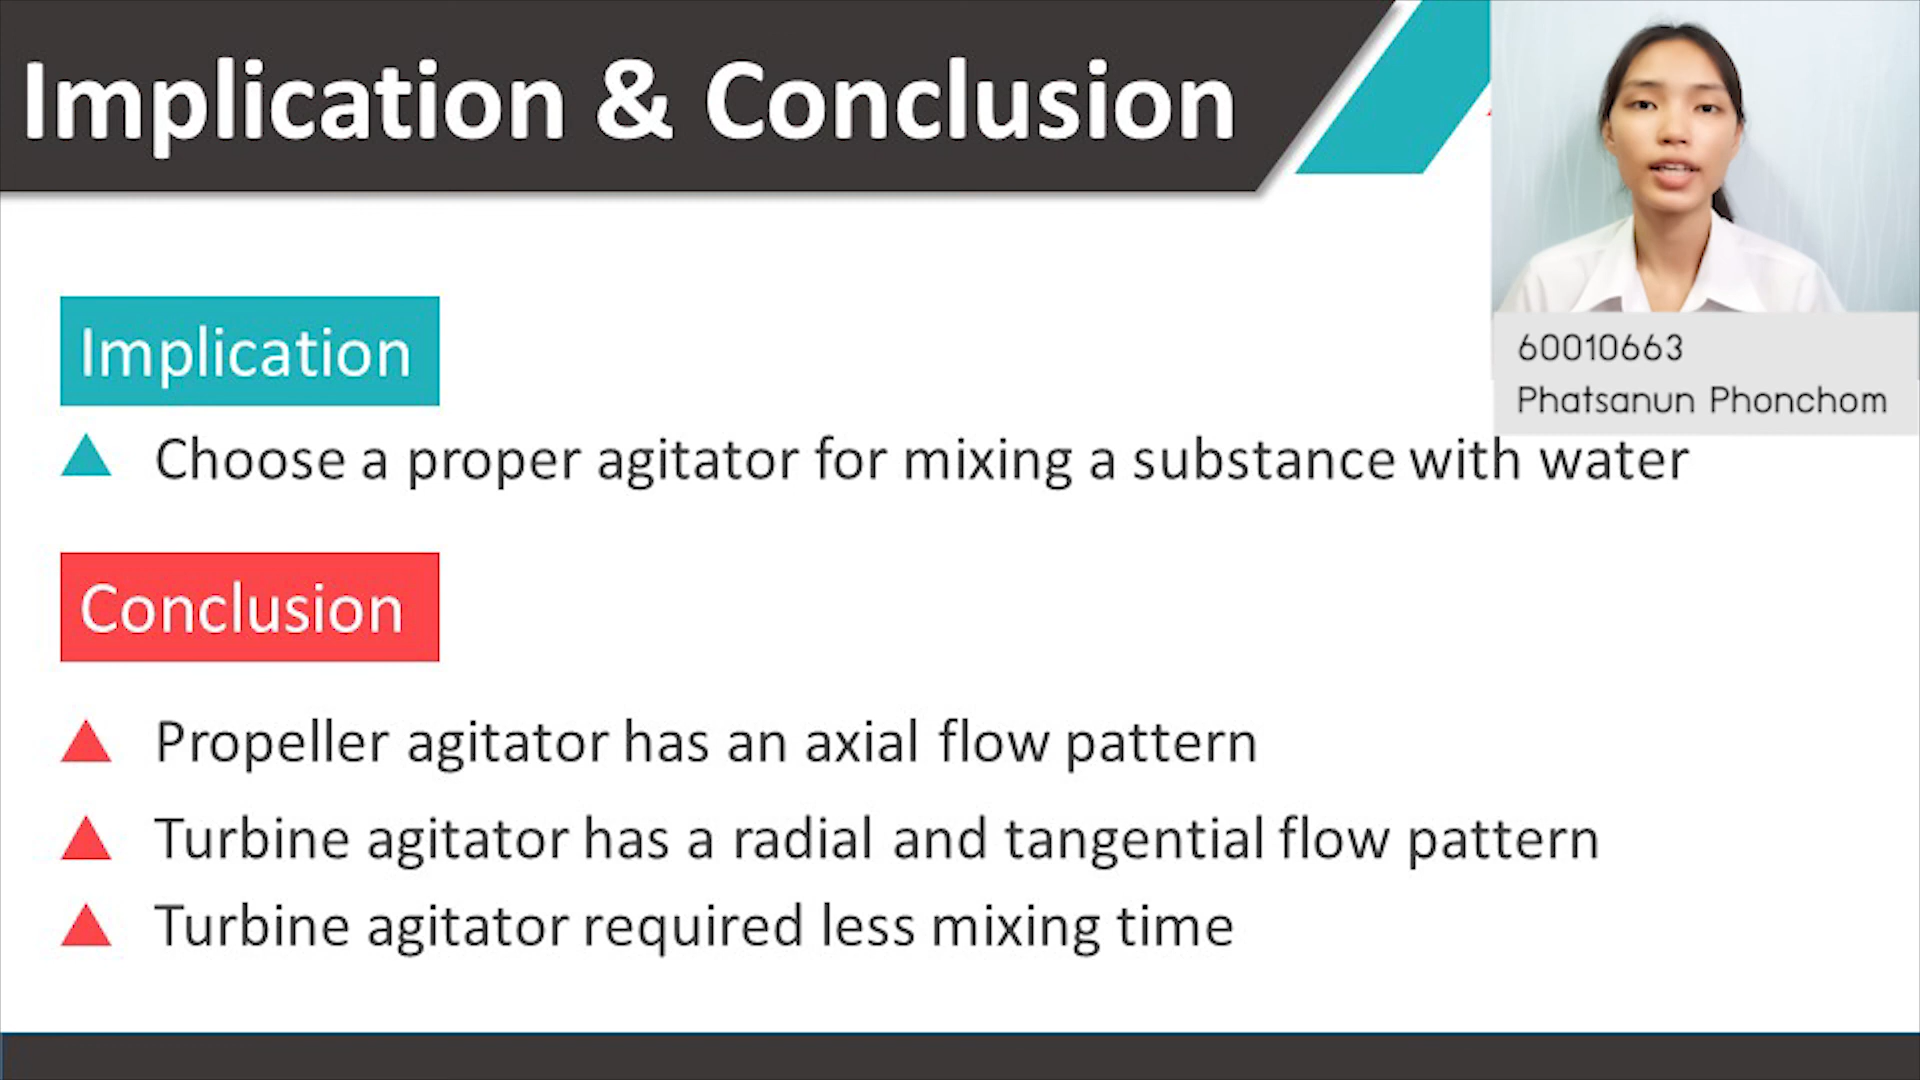 Implication & Conclusion
60010663
Phatsanun Phonchom
Implication
Choose a proper agitator for mixing a substance with water
Conclusion
Propeller agitator has an axial flow pattern
Turbine agitator has a radial and tangential flow pattern
Turbine agitator required less mixing time